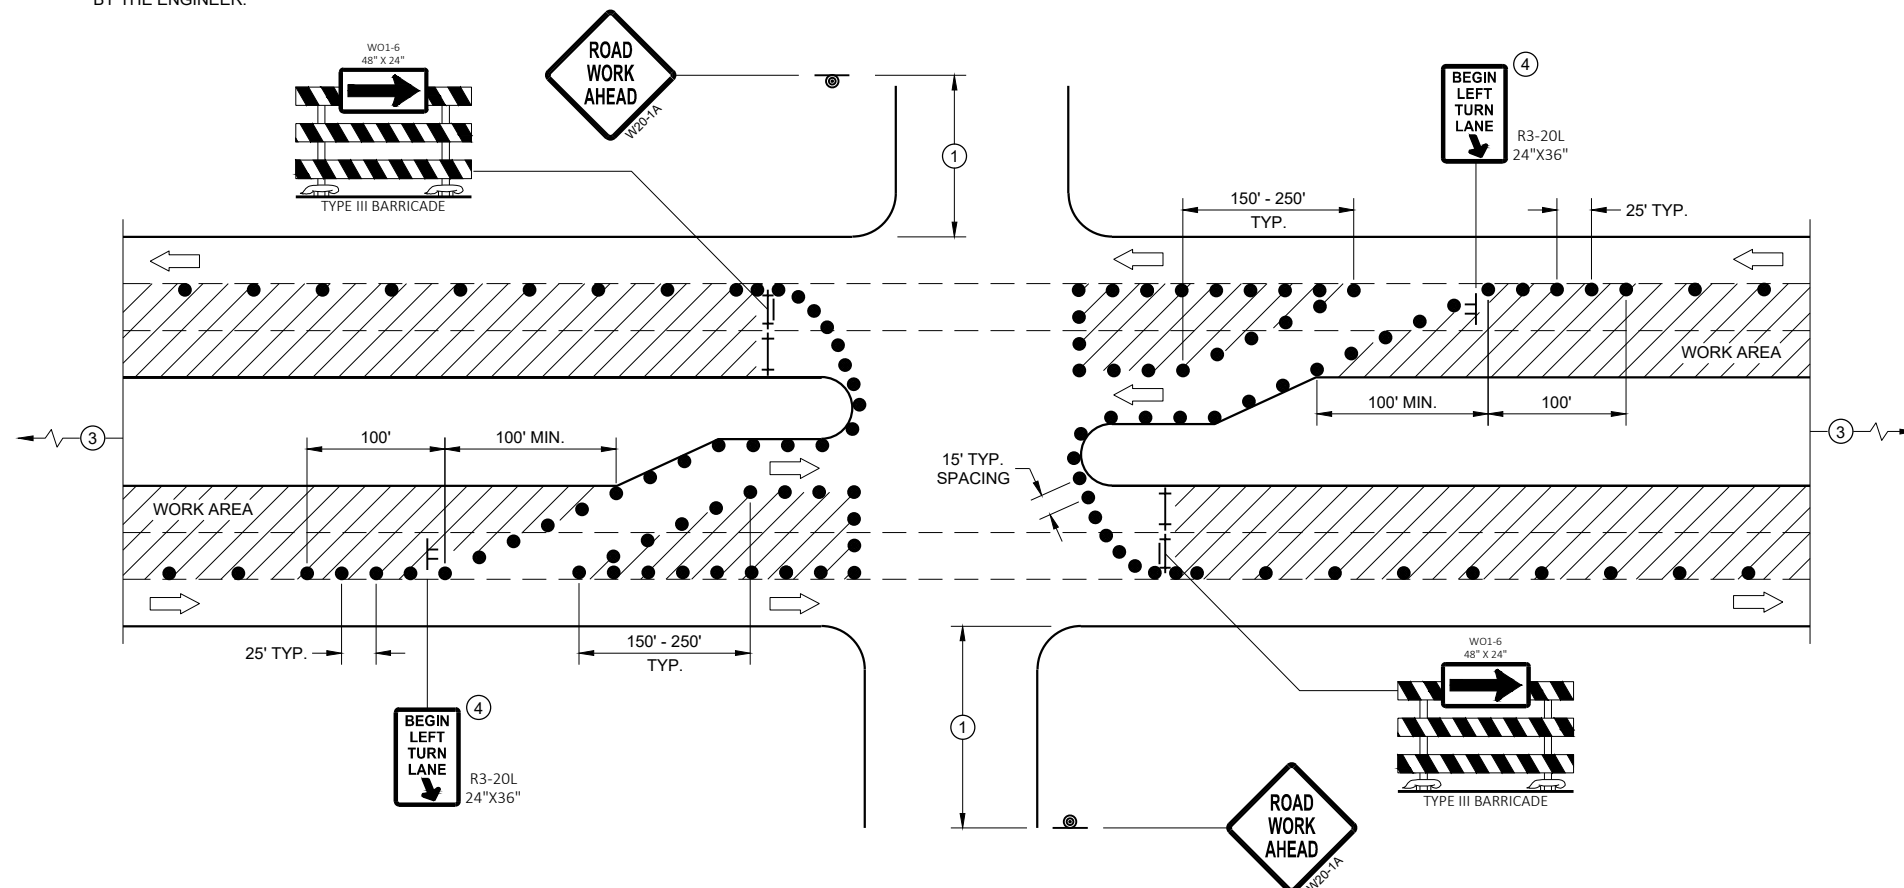 BY THE ENGINEER.
WO1-6
48" X 24"
TYPE III BARRICADE
ROAD
WORK
AHEAD
W20-1A
1
4
BEGIN
LEFT
TURN
LANE
R3-20L
24"X36"
150' - 250'
TYP.
25' TYP.
WORK AREA
100' MIN.
100'
3
3
100'
100' MIN.
15' TYP.
SPACING
WORK AREA
25' TYP.
150' - 250'
TYP.
4
BEGIN
LEFT
TURN
LANE
R3-20L
24"X36"
1
WO1-6
48" X 24"
TYPE III BARRICADE
ROAD
WORK
AHEAD
W20-1A